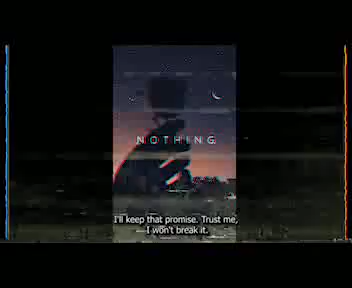 NOTHING
I'll keep that promise. Trust me,
I won't break it.